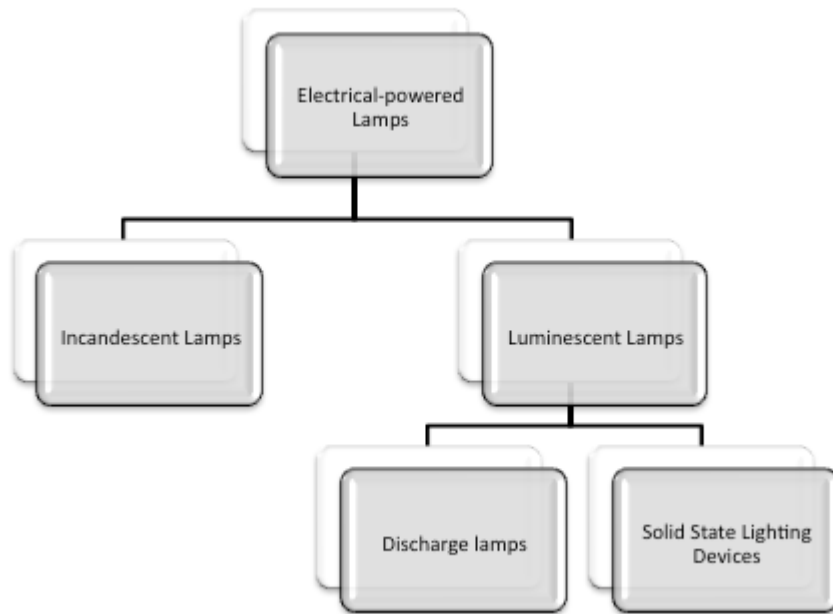 Electrical-powered
Lamps
Incandescent Lamps
Luminescent Lamps
Discharge lamps
Solid State Lighting
Devices